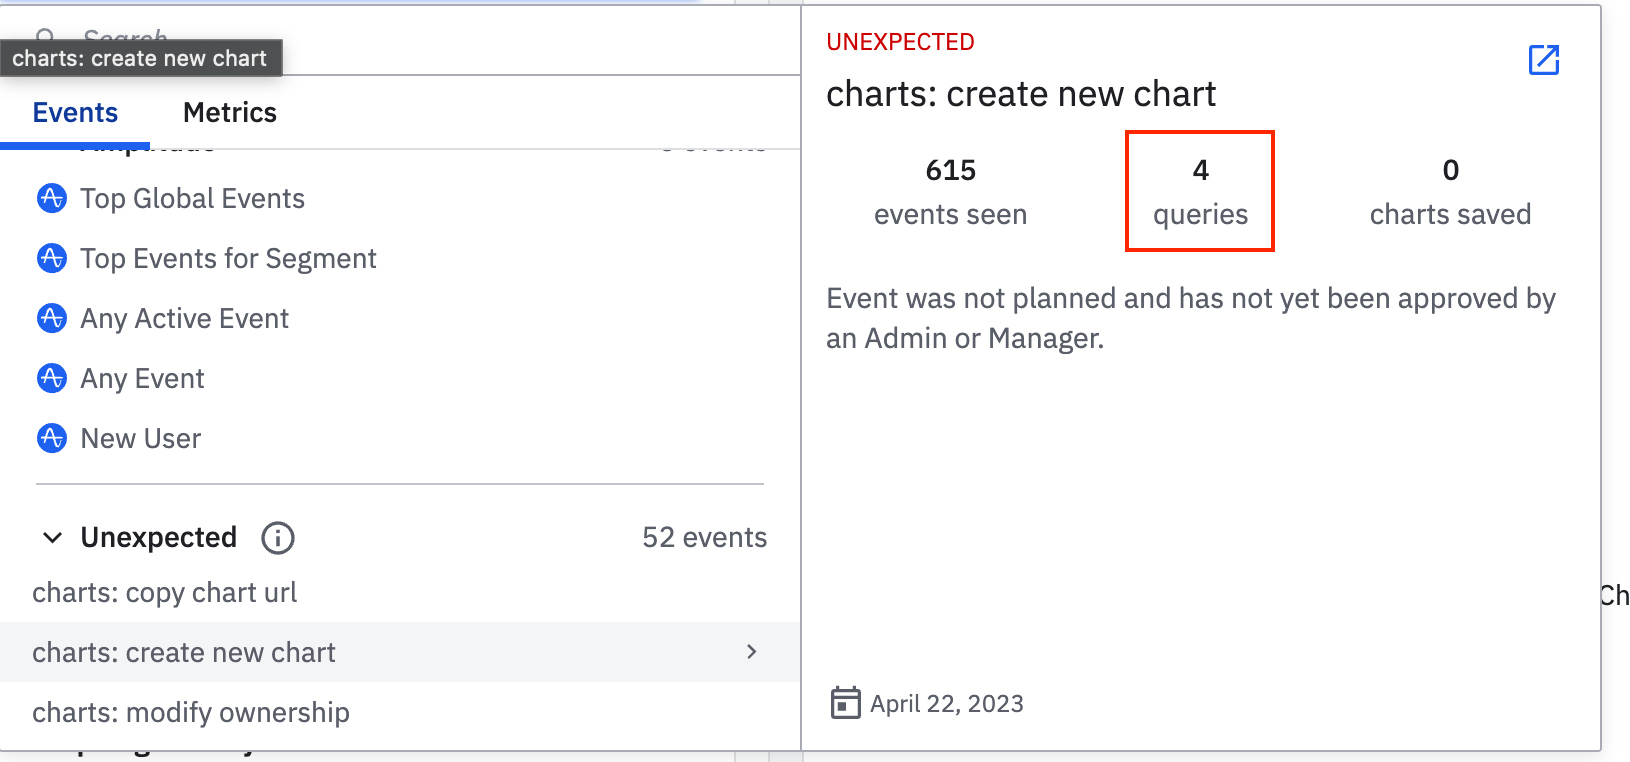 Search
charts: create new chart
Events
Metrics
Amplitude
events
Top Global Events
Top Events for Segment
Any Active Event
Any Event
New User
Unexpected
52 events
charts: copy chart url
charts: create new chart
charts: modify ownership
UNEXPECTED
charts: create new chart
615
events seen
4
queries
0
charts saved
Event was not planned and has not yet been approved by
an Admin or Manager.
April 22, 2023
Ch